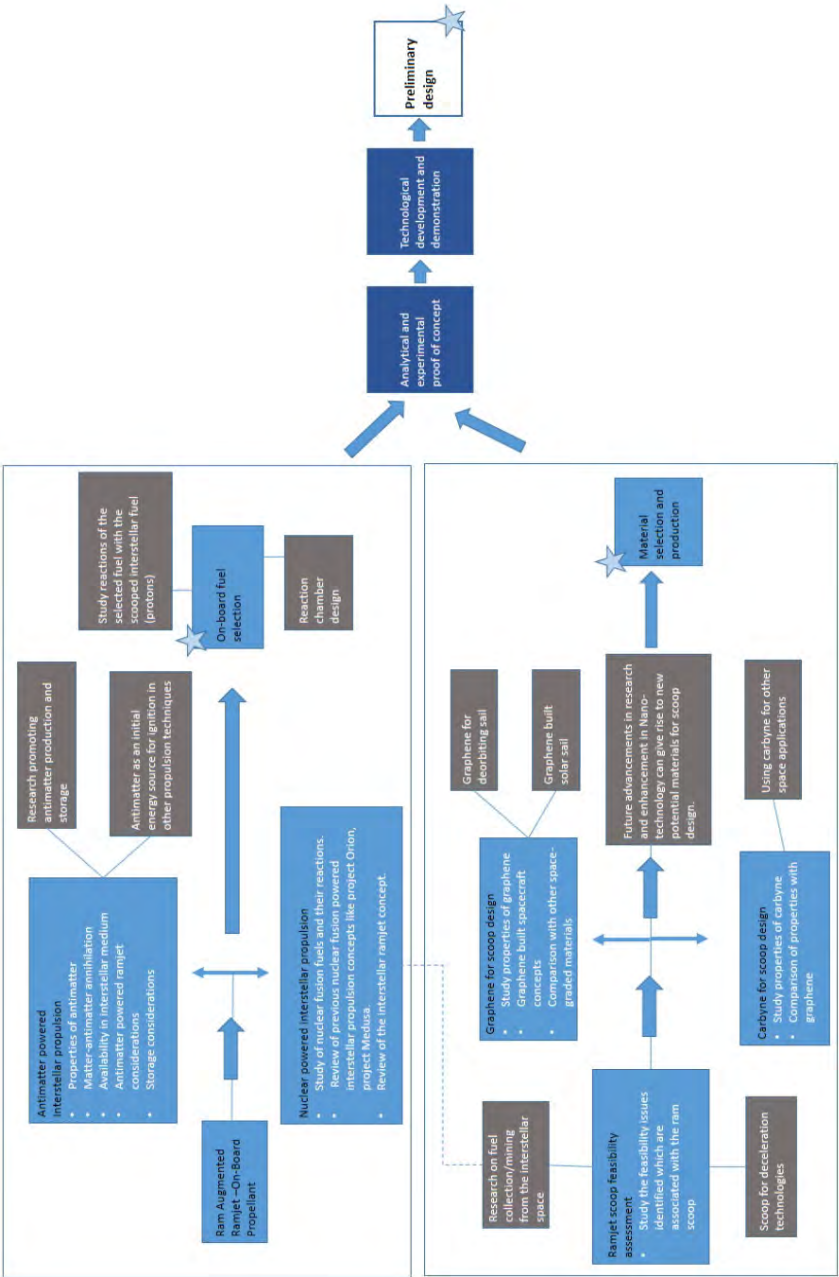 Ram Augmented
Ramjet –On-Board
Propellant
Antimatter powered
Interstellar propulsion
• Properties of antimatter
• Matter-antimatter annihilation
• Availability in Interstellar medium
• Antimatter powered ramjet
considerations
• Storage considerations
Research promoting
antimatter production and
storage
Antimatter as an initial
energy source for ignition in
other propulsion techniques
Nuclear powered interstellar propulsion
• Study of nuclear fusion fuels and their reactions.
• Review of previous nuclear fusion powered
interstellar propulsion concepts like project Orion,
project Medusa.
• Review of the interstellar ramjet concept.
Study reactions of the
selected fuel with the
scooped interstellar fuel
(protons)
On-board fuel
selection
Reaction
chamber
design
Research on fuel
collection/mining
from the interstellar
space
Ramjet scoop feasibility
assessment
• Study the feasibility issues
identified which are
associated with the ram
scoop
Scoop for deceleration
technologies
Graphene for scoop design
• Study properties of graphene
• Graphene built spacecraft
concepts
• Comparison with other space-
graded materials
Graphene for
deorbiting sail
Graphene built
solar sail
Carbyne for scoop design
• Study properties of carbyne
• Comparison of properties with
graphene
Using carbyne for other
space applications
Future advancements in research
and enhancement in Nano-
technology can give rise to new
potential materials for scoop
design.
Material
selection and
production
Analytical and
experimental
proof of concept
Technological
development and
demonstration
Preliminary
design